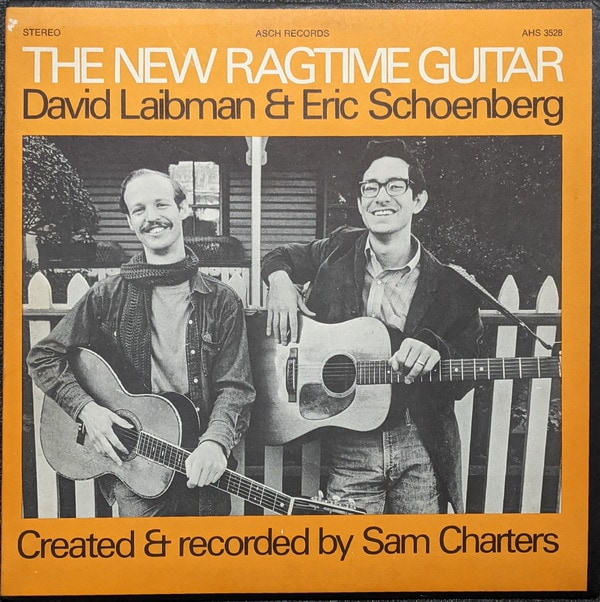 STEREO ASCH RECORDS AHS 3528
THE NEW RAGTIME GUITAR
David Laibman & Eric Schoenberg
Created & recorded by Sam Charters